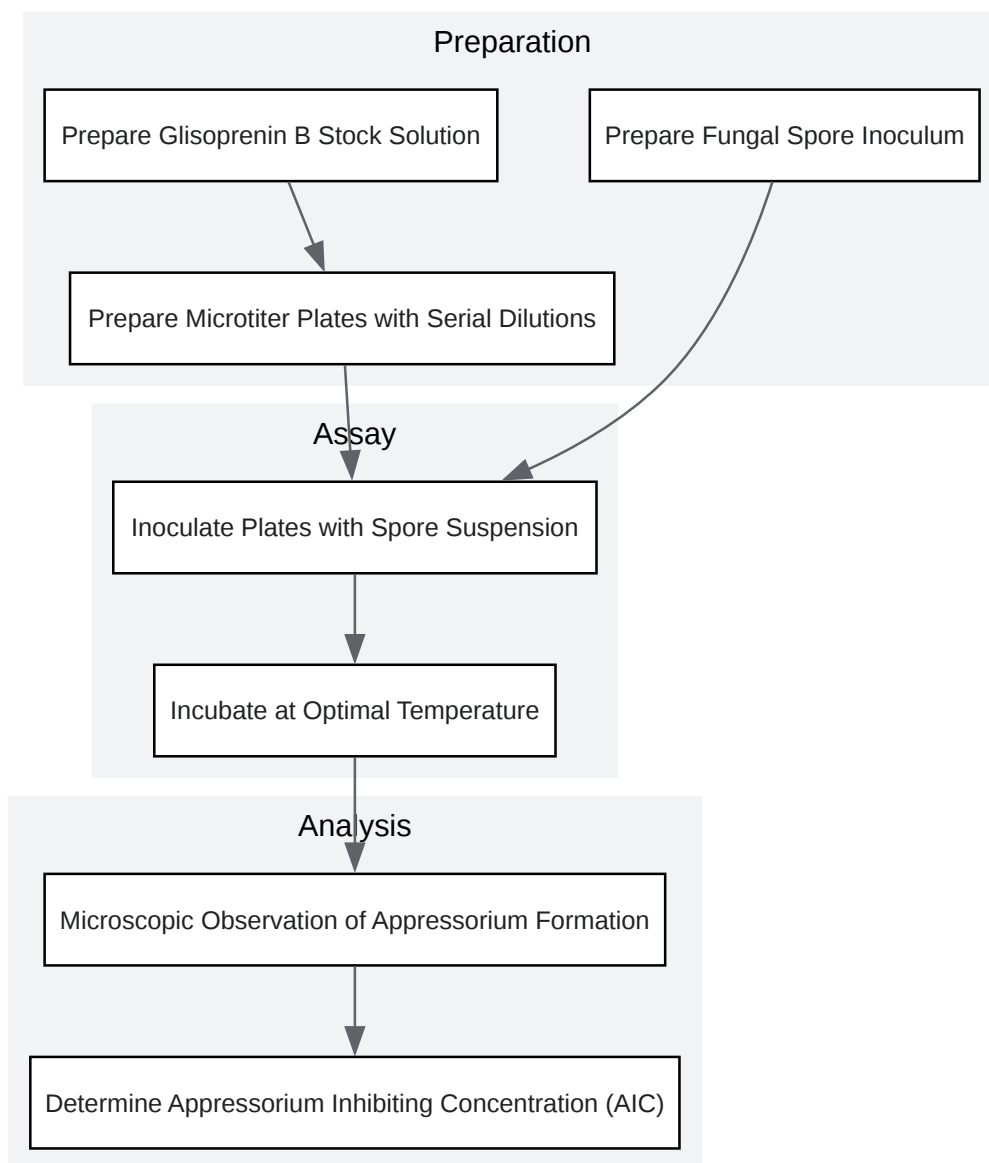 Preparation
Prepare Glisoprenin B Stock Solution
Prepare Fungal Spore Inoculum
Prepare Microtiter Plates with Serial Dilutions
Assay
Inoculate Plates with Spore Suspension
Incubate at Optimal Temperature
Analysis
Microscopic Observation of Appressorium Formation
Determine Appressorium Inhibiting Concentration (AIC)